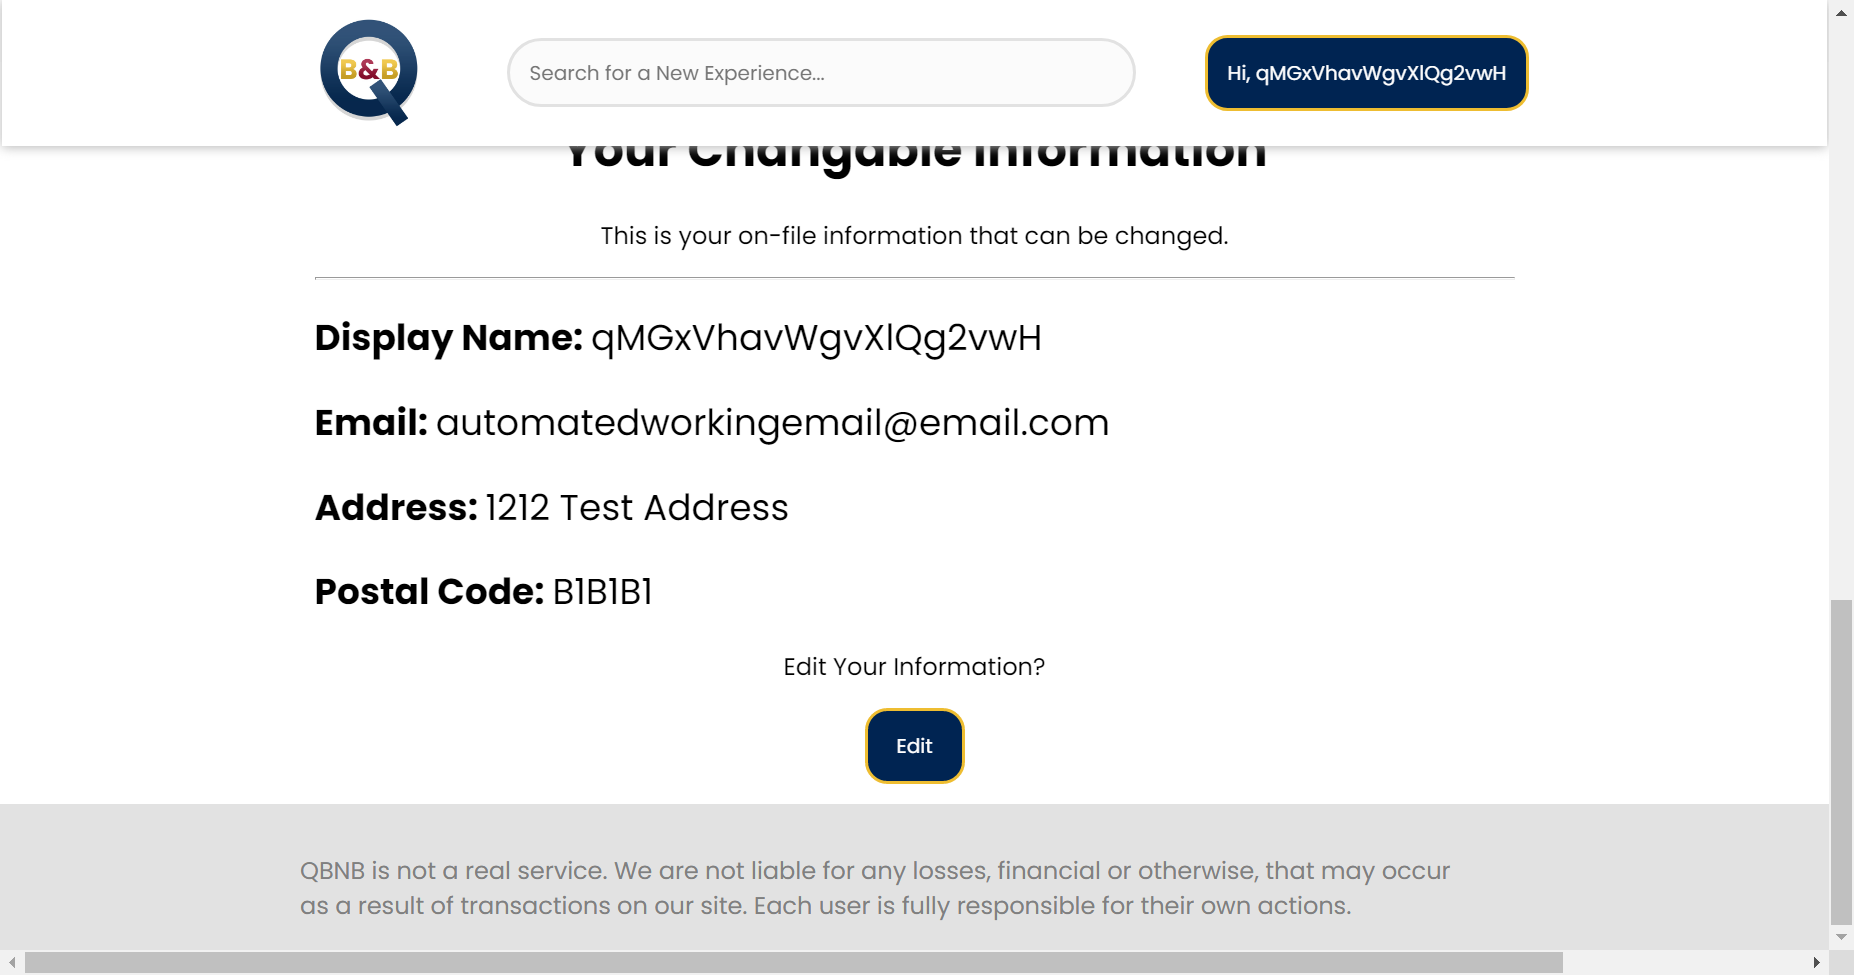 B&B
Search for a New Experience...
Hi, qMGxVhavWgvXlQg2vwH
Your Changable Information
This is your on-file information that can be changed.
Display Name: qMGxVhavWgvXlQg2vwH
Email: automatedworkingemail@email.com
Address: 1212 Test Address
Postal Code: B1B1B1
Edit Your Information?
Edit
QBNB is not a real service. We are not liable for any losses, financial or otherwise, that may occur
as a result of transactions on our site. Each user is fully responsible for their own actions.